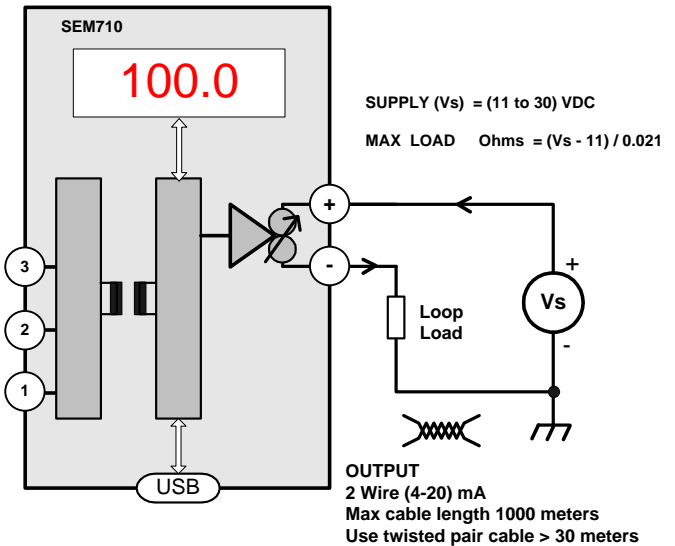 SEM710
100.0
SUPPLY (Vs) = (11 to 30) VDC
MAX LOAD Ohms = (Vs - 11) / 0.021
+
-
3
2
1
Loop
Load
+
Vs
-
USB
OUTPUT
2 Wire (4-20) mA
Max cable length 1000 meters
Use twisted pair cable > 30 meters